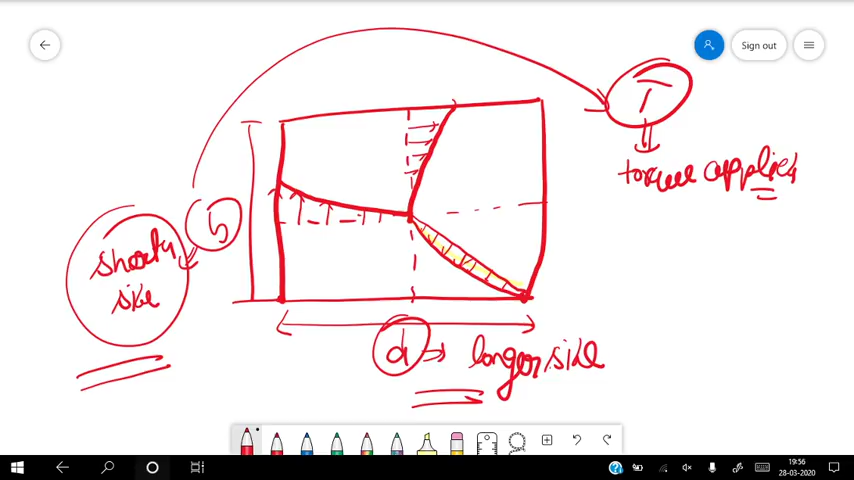 Sign out
T
torque applied
b
shorter
side
d → longer side
19:56
28-03-2020